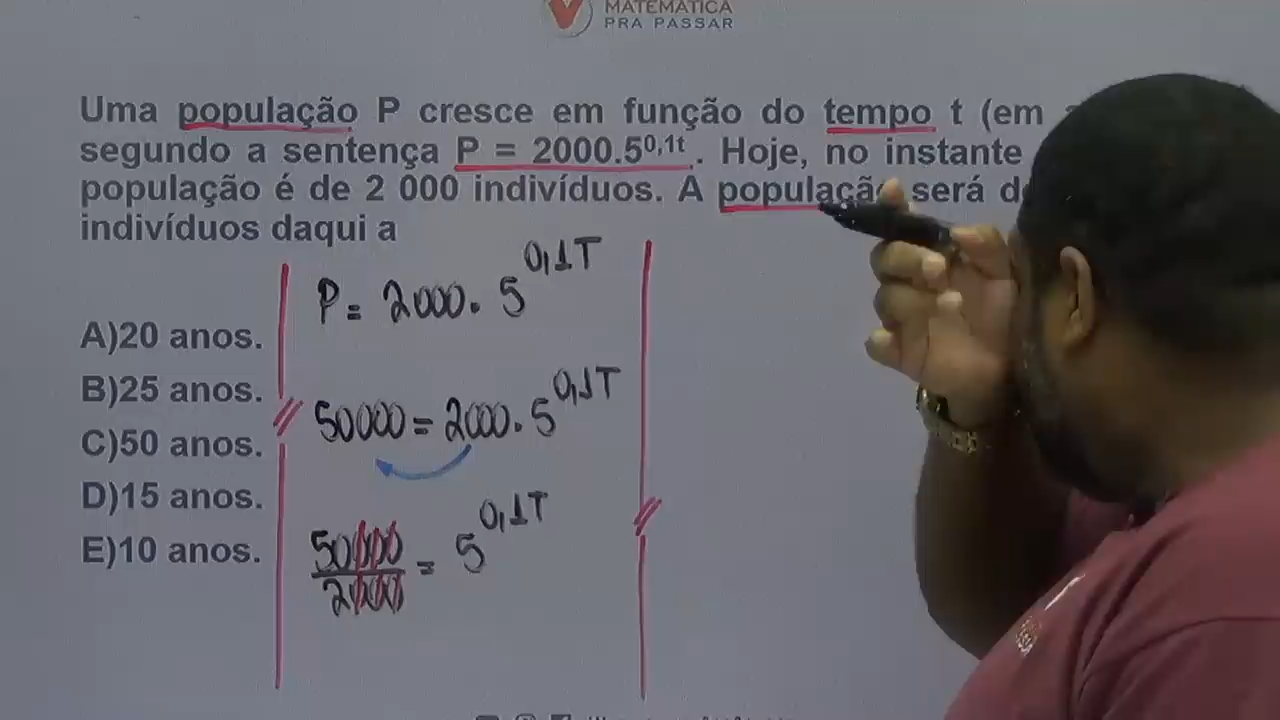 MATEMÁTICA
PRA PASSAR
Uma população P cresce em função do tempo t (em
segundo a sentença P = 2000.5^0,1t . Hoje, no instante
população é de 2 000 indivíduos. A população será
indivíduos daqui a
P = 2000 . 5^0,1T
A)20 anos.
B)25 anos.
50000 = 2000 . 5^0,1T
C)50 anos.
D)15 anos.
E)10 anos.
50000/2000 = 5^0,1T